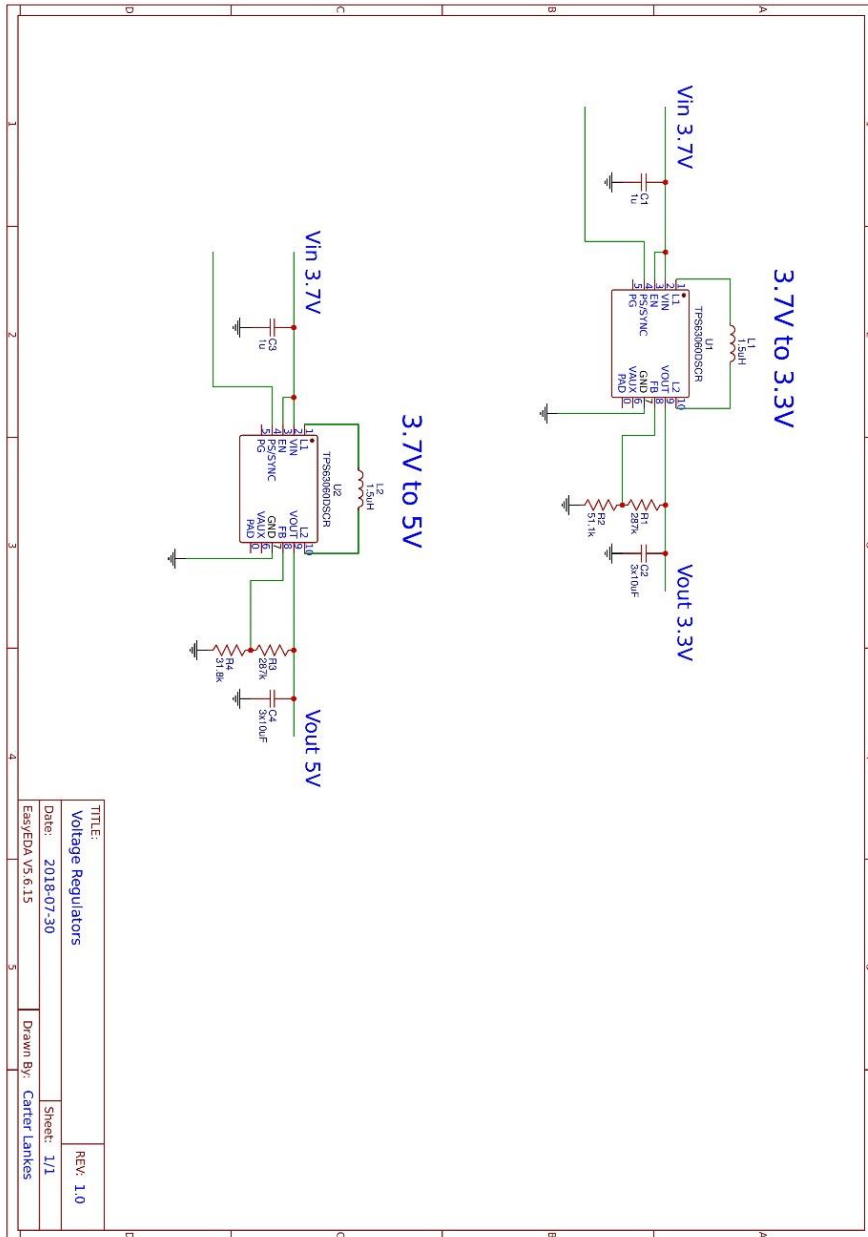 3.7V to 3.3V
Vin 3.7V
C1
1u
L1
1.5uH
U1
TPS63060DSCR
1
L1
2
VIN
3
EN
4
PS/SYNC
5
PG
L2
10
VOUT
9
FB
8
GND
7
VAUX
6
PAD
0
R1
287k
R2
51.1k
C2
3x10uF
Vout 3.3V
3.7V to 5V
Vin 3.7V
C3
1u
L2
1.5uH
U2
TPS63060DSCR
1
L1
2
VIN
3
EN
4
PS/SYNC
5
PG
L2
10
VOUT
9
FB
8
GND
7
VAUX
6
PAD
0
R3
287k
R4
31.8k
C4
3x10uF
Vout 5V
A
B
C
D
A
C
D
1
2
3
4
5
TITLE:
Voltage Regulators
REV: 1.0
Date: 2018-07-30
Sheet: 1/1
EasyEDA V5.6.15
Drawn By: Carter Lankes